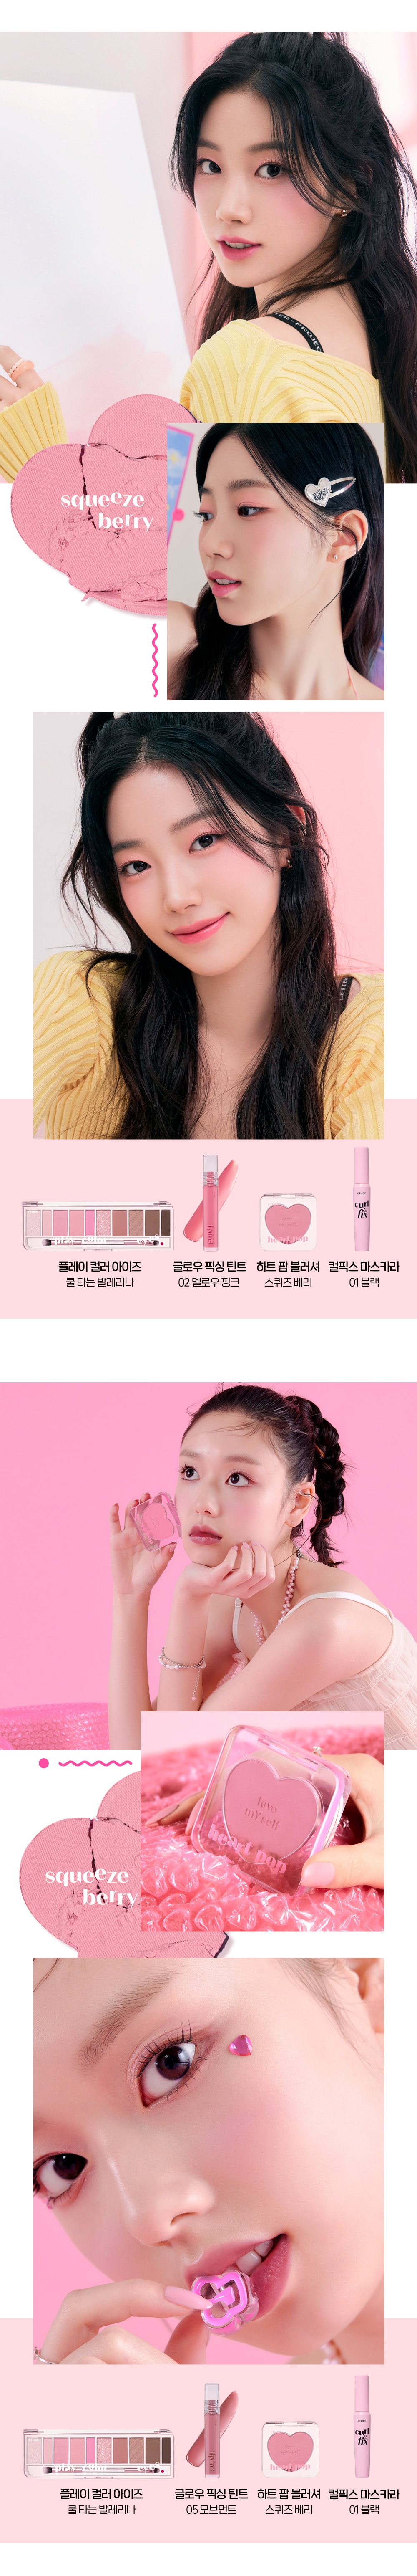 squeeze
berry
플레이 컬러 아이즈
쿨 타는 발레리나
글로우 픽싱 틴트
02 멜로우 핑크
하트 팝 블러셔
스퀴즈 베리
컬픽스 마스카라
01 블랙
love
myself
heart pop
squeeze
berry
플레이 컬러 아이즈
쿨 타는 발레리나
글로우 픽싱 틴트
05 모브먼트
하트 팝 블러셔
스퀴즈 베리
컬픽스 마스카라
01 블랙